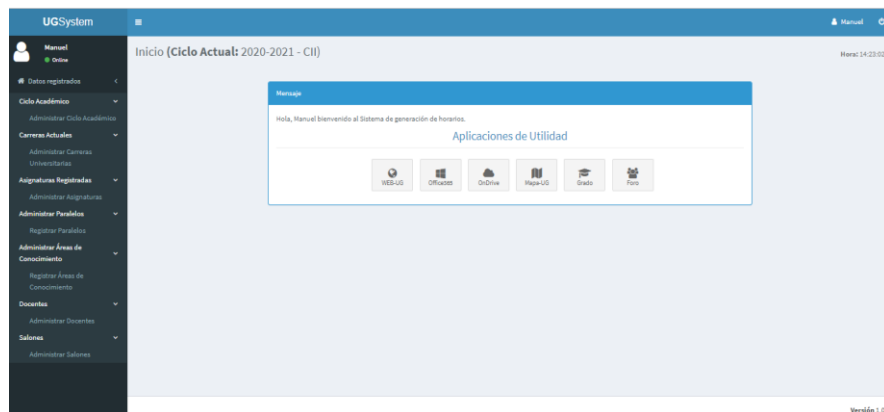 UGSystem
Manuel
Manuel
Online
Inicio (Ciclo Actual: 2020-2021 - CII)
Hora: 14:23:02
Datos registrados
Ciclo Académico
Administrar Ciclo Académico
Carreras Actuales
Administrar Carreras
Universitarias
Asignaturas Registradas
Administrar Asignaturas
Administrar Paralelos
Registrar Paralelos
Administrar Áreas de
Conocimiento
Registrar Áreas de
Conocimiento
Docentes
Administrar Docentes
Salones
Administrar Salones
Mensaje
Hola, Manuel bienvenido al Sistema de generación de horarios.
Aplicaciones de Utilidad
WEB-UG
Office365
OnDrive
Mapa-UG
Grado
Foro
Versión 1.0